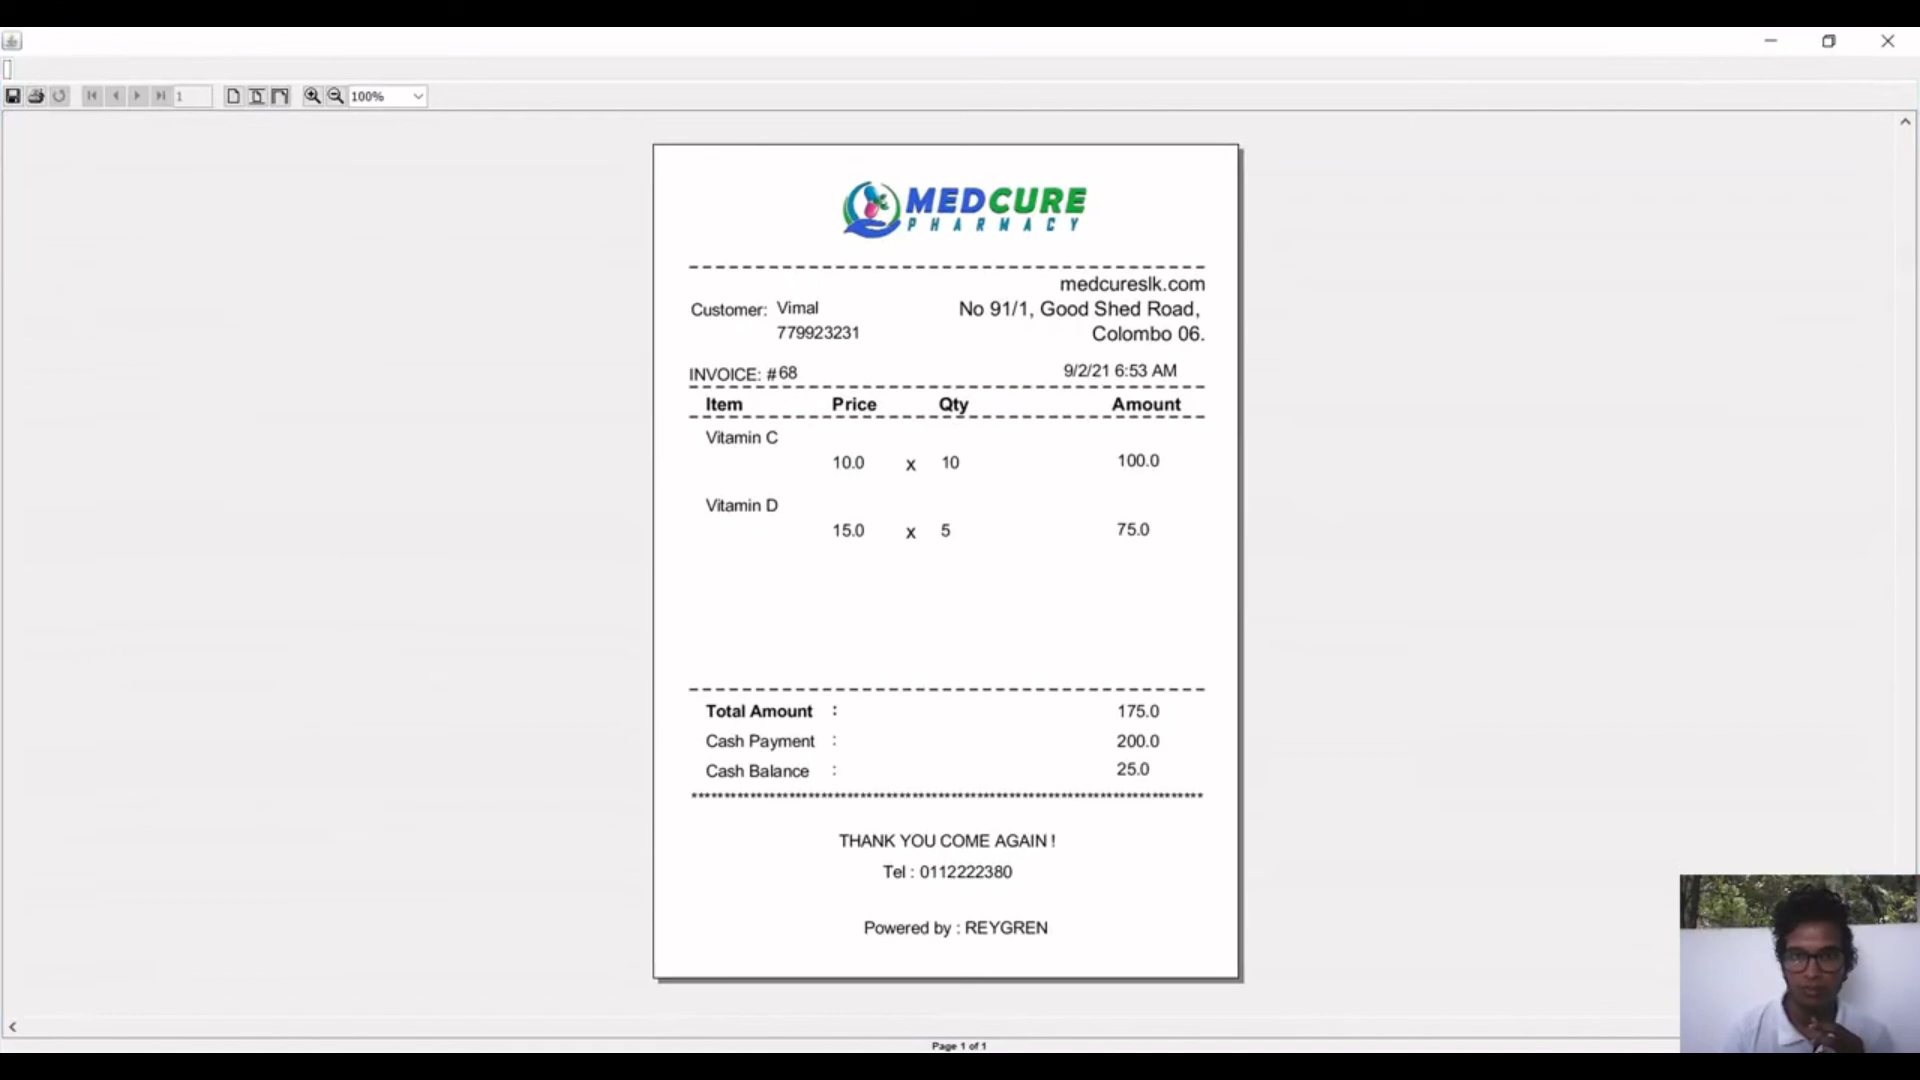 1
100%
MEDCURE
PHARMACY
medcureslk.com
Customer: Vimal
No 91/1, Good Shed Road,
779923231
Colombo 06.
INVOICE: #68
9/2/21 6:53 AM
Item Price Qty Amount
Vitamin C
10.0 x 10 100.0
Vitamin D
15.0 x 5 75.0
Total Amount : 175.0
Cash Payment : 200.0
Cash Balance : 25.0
********************************************************************************
THANK YOU COME AGAIN !
Tel : 0112222380
Powered by : REYGREN
Page 1 of 1